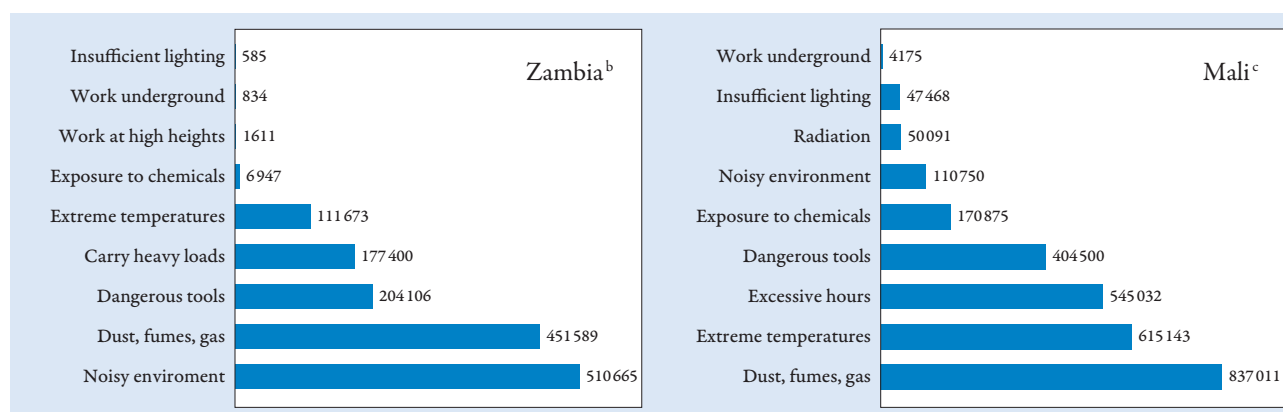 Zambia b
Insufficient lighting 585
Work underground 834
Work at high heights 1611
Exposure to chemicals 6947
Extreme temperatures 111673
Carry heavy loads 177400
Dangerous tools 204106
Dust, fumes, gas 451589
Noisy enviroment 510665
Mali c
Work underground 4175
Insufficient lighting 47468
Radiation 50091
Noisy environment 110750
Exposure to chemicals 170875
Dangerous tools 404500
Excessive hours 545032
Extreme temperatures 615143
Dust, fumes, gas 837011